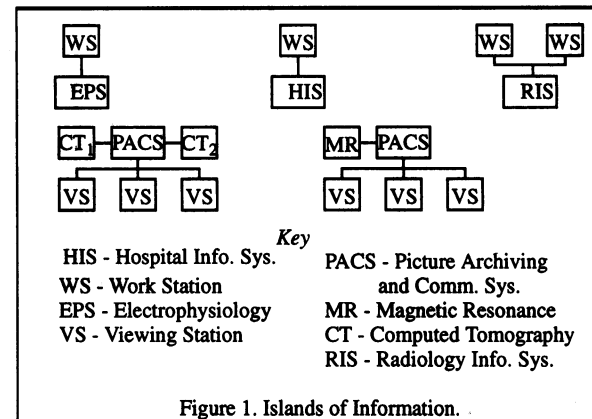 WS WS WS WS
EPS HIS RIS
CT1 PACS CT2 MR PACS
VS VS VS VS VS VS
Key
HIS - Hospital Info. Sys.
WS - Work Station
EPS - Electrophysiology
VS - Viewing Station
PACS - Picture Archiving
and Comm. Sys.
MR - Magnetic Resonance
CT - Computed Tomography
RIS - Radiology Info. Sys.
Figure 1. Islands of Information.